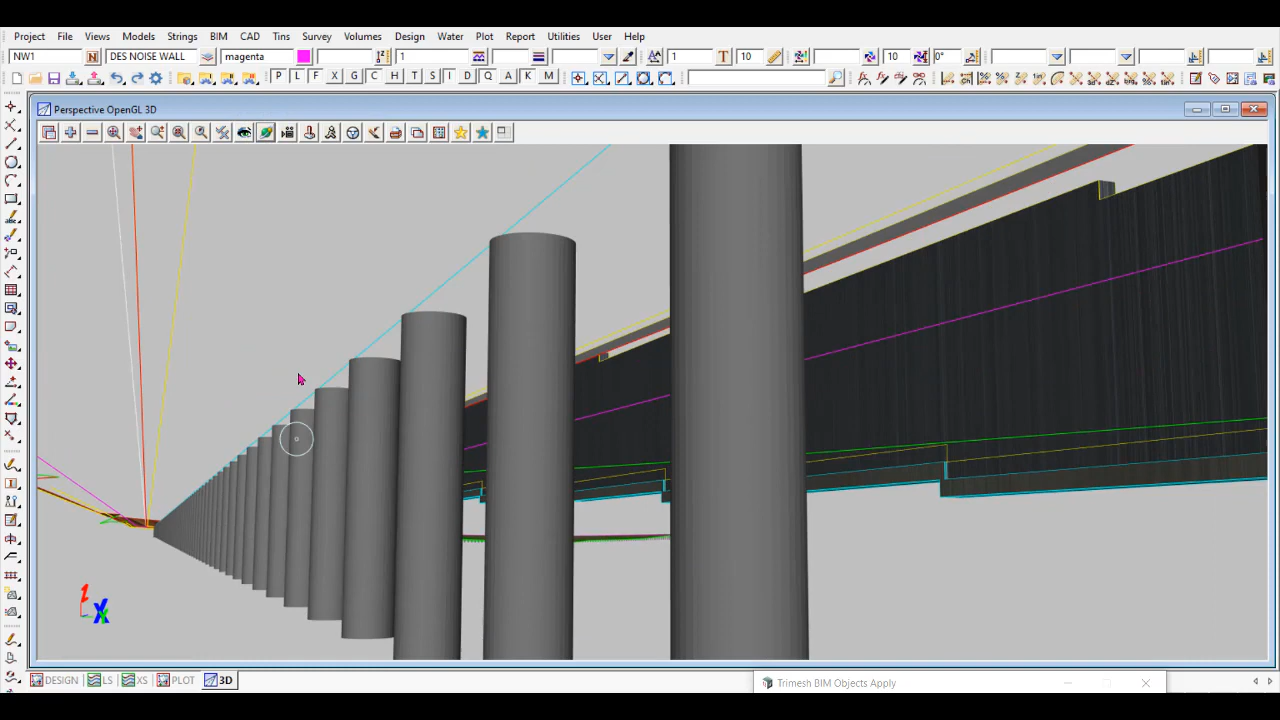 Project File Views Models Strings BIM CAD Tins Survey Volumes Design Water Plot Report Utilities User Help
NW1 N DES NOISE WALL magenta 1 1 T 10 10 0°
P L F X G C H T S I D Q A K M
Perspective OpenGL 3D
DESIGN LS XS PLOT 3D
Trimesh BIM Objects Apply